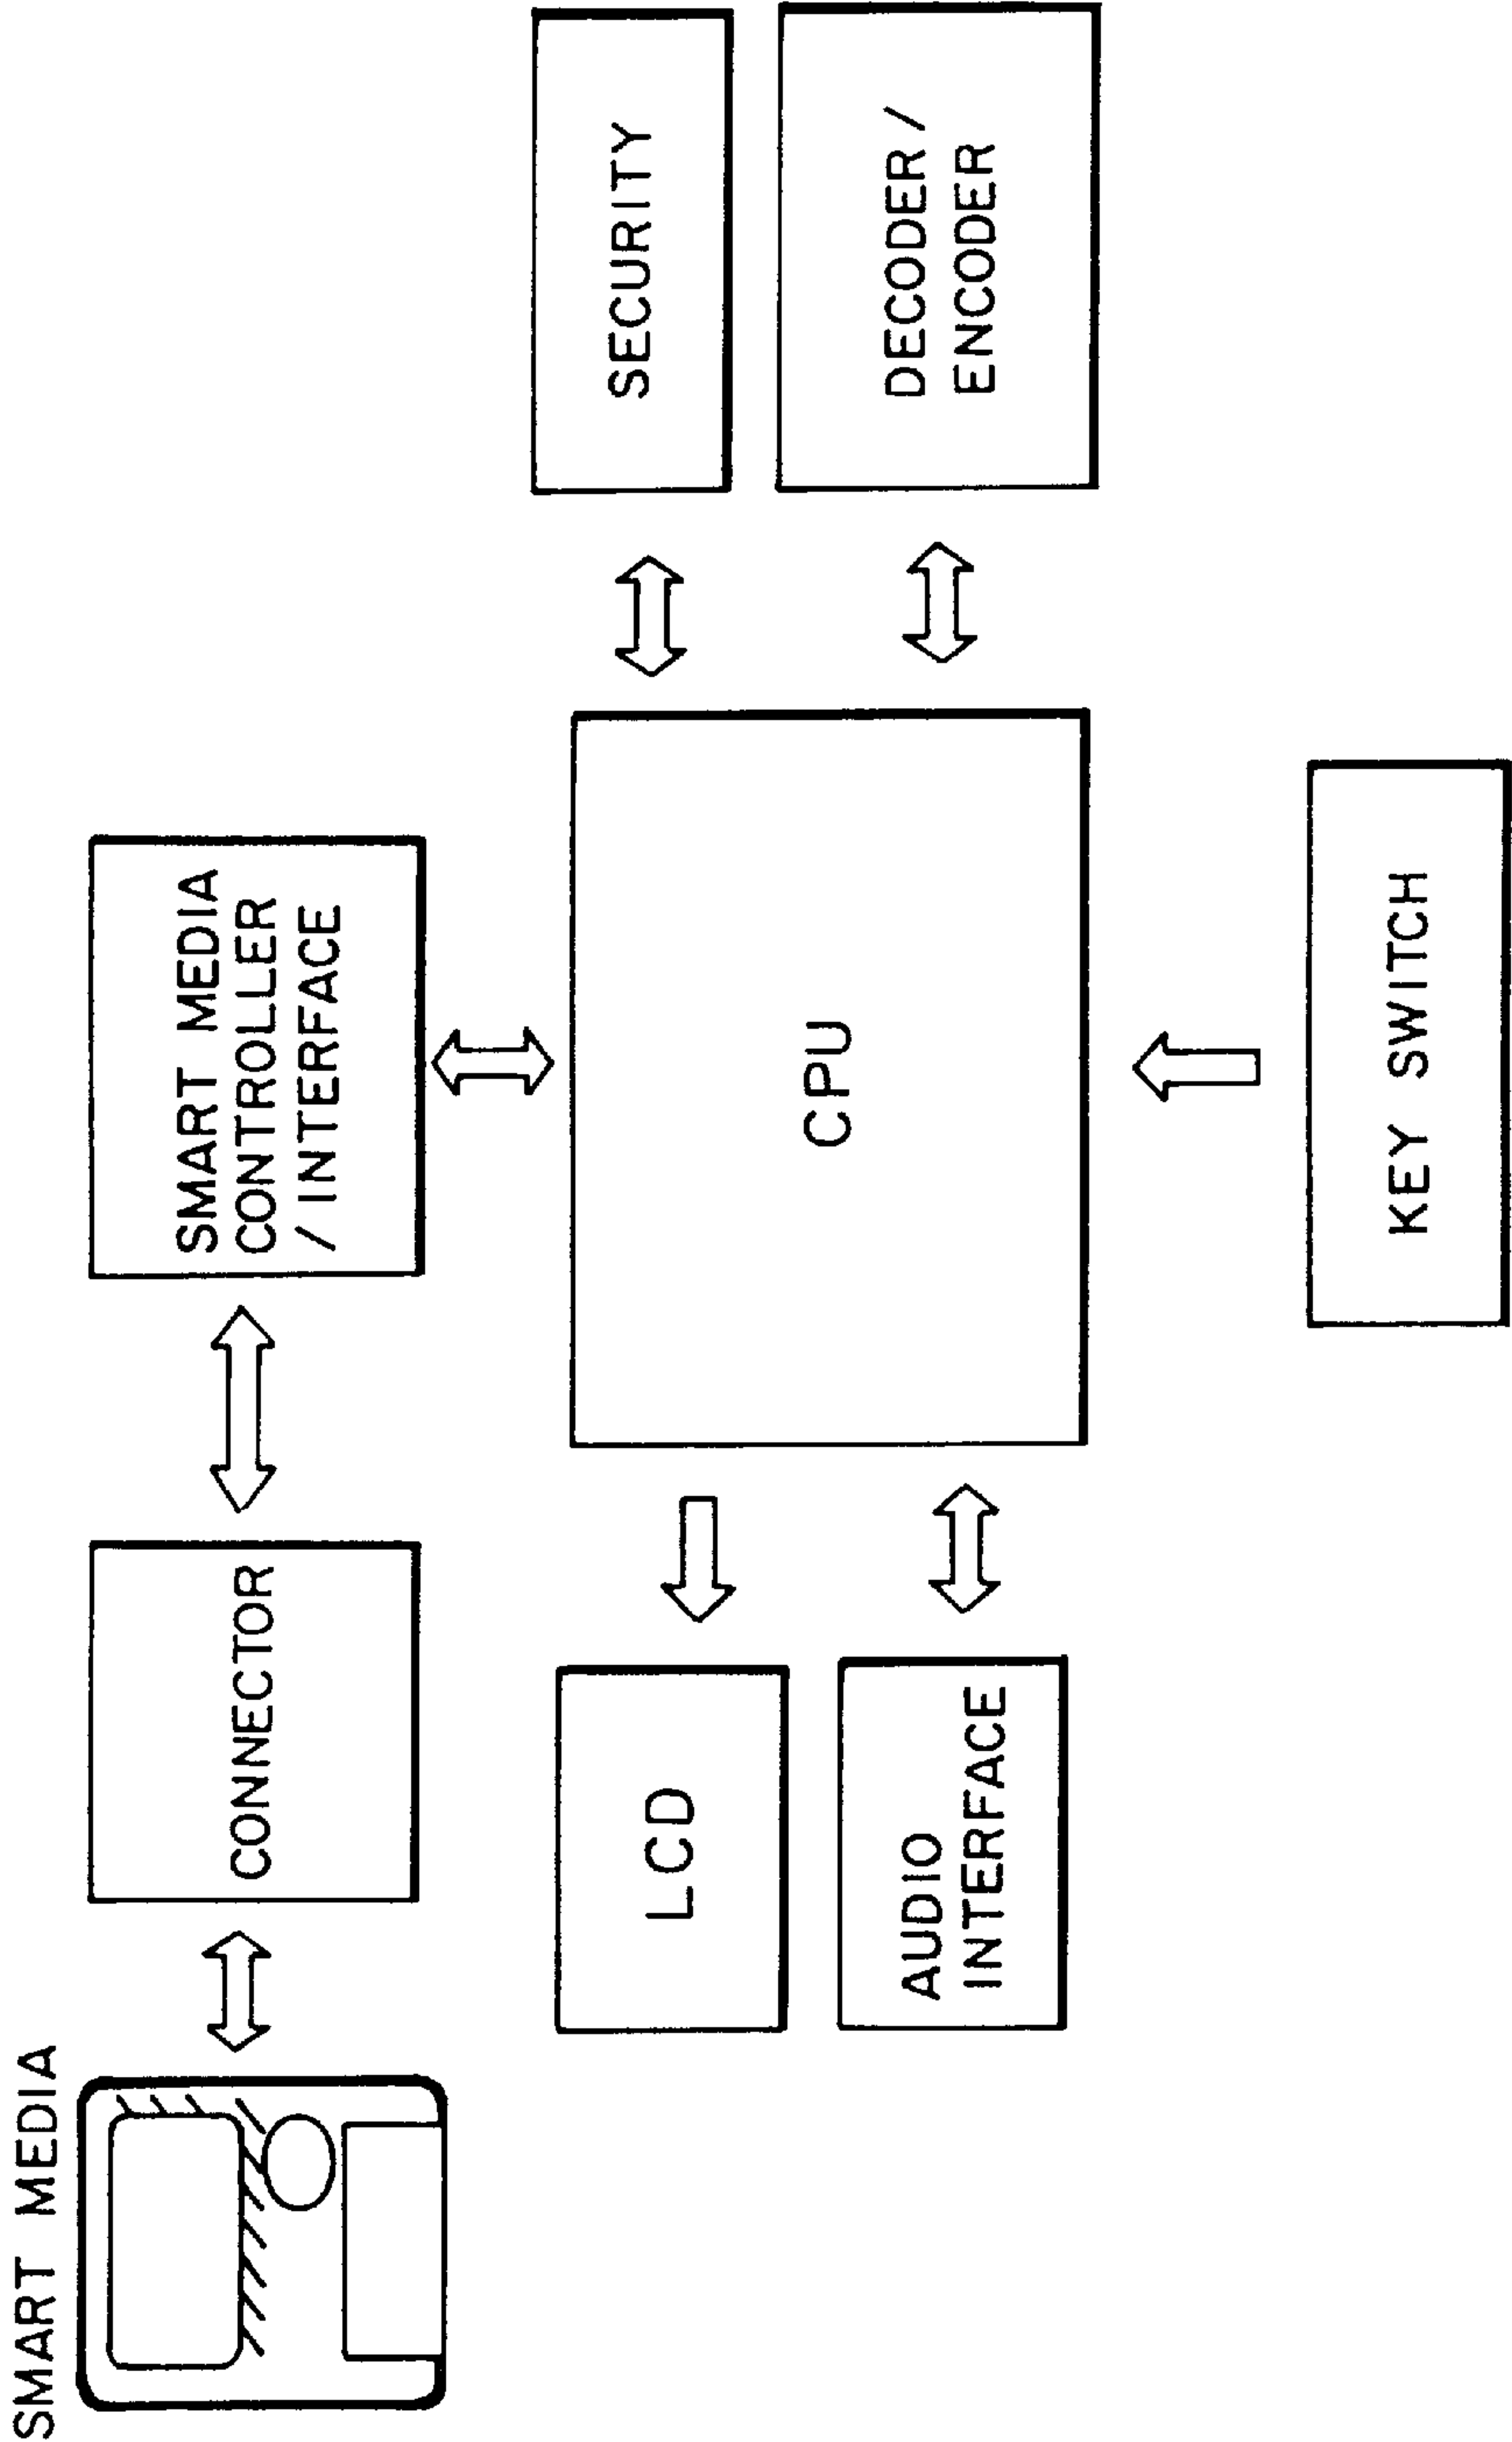 SMART MEDIA
CONNECTOR
SMART MEDIA
CONTROLLER
/INTERFACE
LCD
AUDIO
INTERFACE
CPU
SECURITY
DECODER/
ENCODER
KEY SWITCH